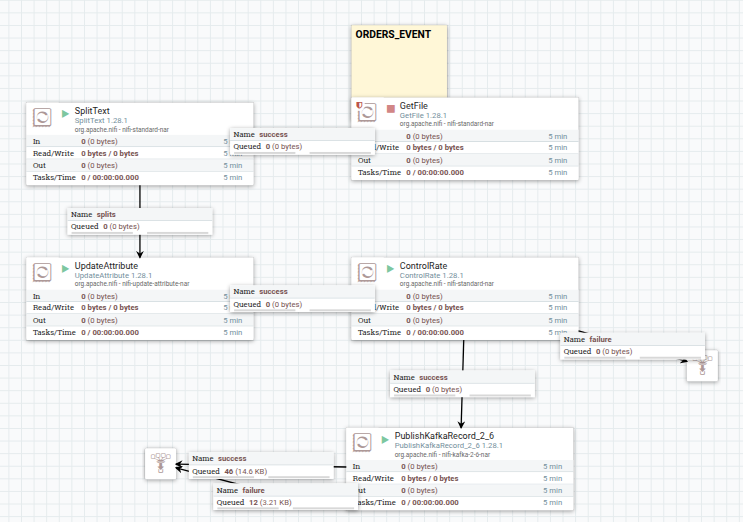 ORDERS_EVENT
SplitText
SplitText 1.28.1
org.apache.nifi - nifi-standard-nar
In 0 (0 bytes) 5
Read/Write 0 bytes / 0 bytes
Out 0 (0 bytes) 5 min
Tasks/Time 0 / 00:00:00.000 5 min
Name success
Queued 0 (0 bytes)
GetFile
GetFile 1.28.1
org.apache.nifi - nifi-standard-nar
0 (0 bytes) 5 min
d/Write 0 bytes / 0 bytes 5 min
Out 0 (0 bytes) 5 min
Tasks/Time 0 / 00:00:00.000 5 min
Name splits
Queued 0 (0 bytes)
UpdateAttribute
UpdateAttribute 1.28.1
org.apache.nifi - nifi-update-attribute-nar
In 0 (0 bytes) 5
Read/Write 0 bytes / 0 bytes
Out 0 (0 bytes) 5 min
Tasks/Time 0 / 00:00:00.000 5 min
Name success
Queued 0 (0 bytes)
ControlRate
ControlRate 1.28.1
org.apache.nifi - nifi-standard-nar
0 (0 bytes) 5 min
d/Write 0 bytes / 0 bytes 5 min
Out 0 (0 bytes) 5 min
Tasks/Time 0 / 00:00:00.000 5 min
Name failure
Queued 0 (0 bytes)
Name success
Queued 0 (0 bytes)
PublishKafkaRecord_2_6
PublishKafkaRecord_2_6 1.28.1
org.apache.nifi - nifi-kafka-2-6-nar
In 0 (0 bytes) 5 min
Read/Write 0 bytes / 0 bytes 5 min
ut 0 (0 bytes) 5 min
asks/Time 0 / 00:00:00.000 5 min
Name success
Queued 46 (14.6 KB)
Name failure
Queued 12 (3.21 KB)